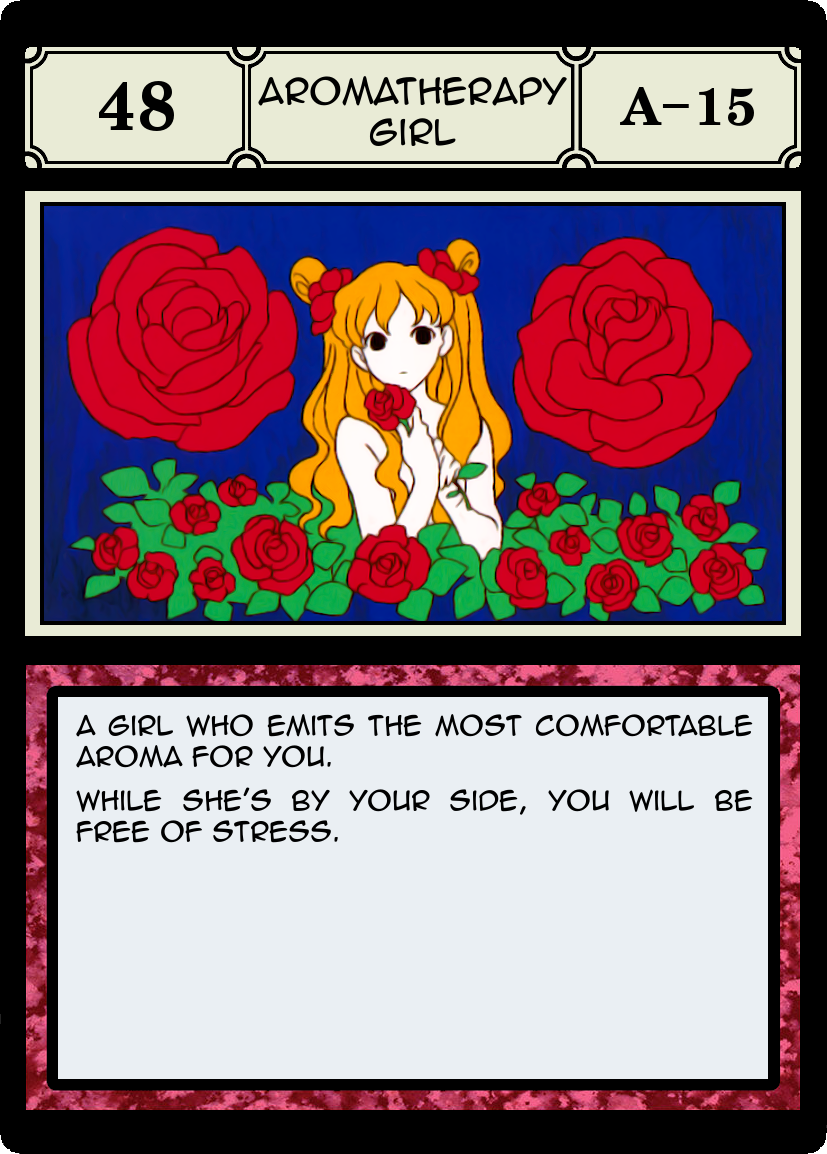 48
AROMATHERAPY
GIRL
A-15
A GIRL WHO EMITS THE MOST COMFORTABLE
AROMA FOR YOU.
WHILE SHE'S BY YOUR SIDE, YOU WILL BE
FREE OF STRESS.